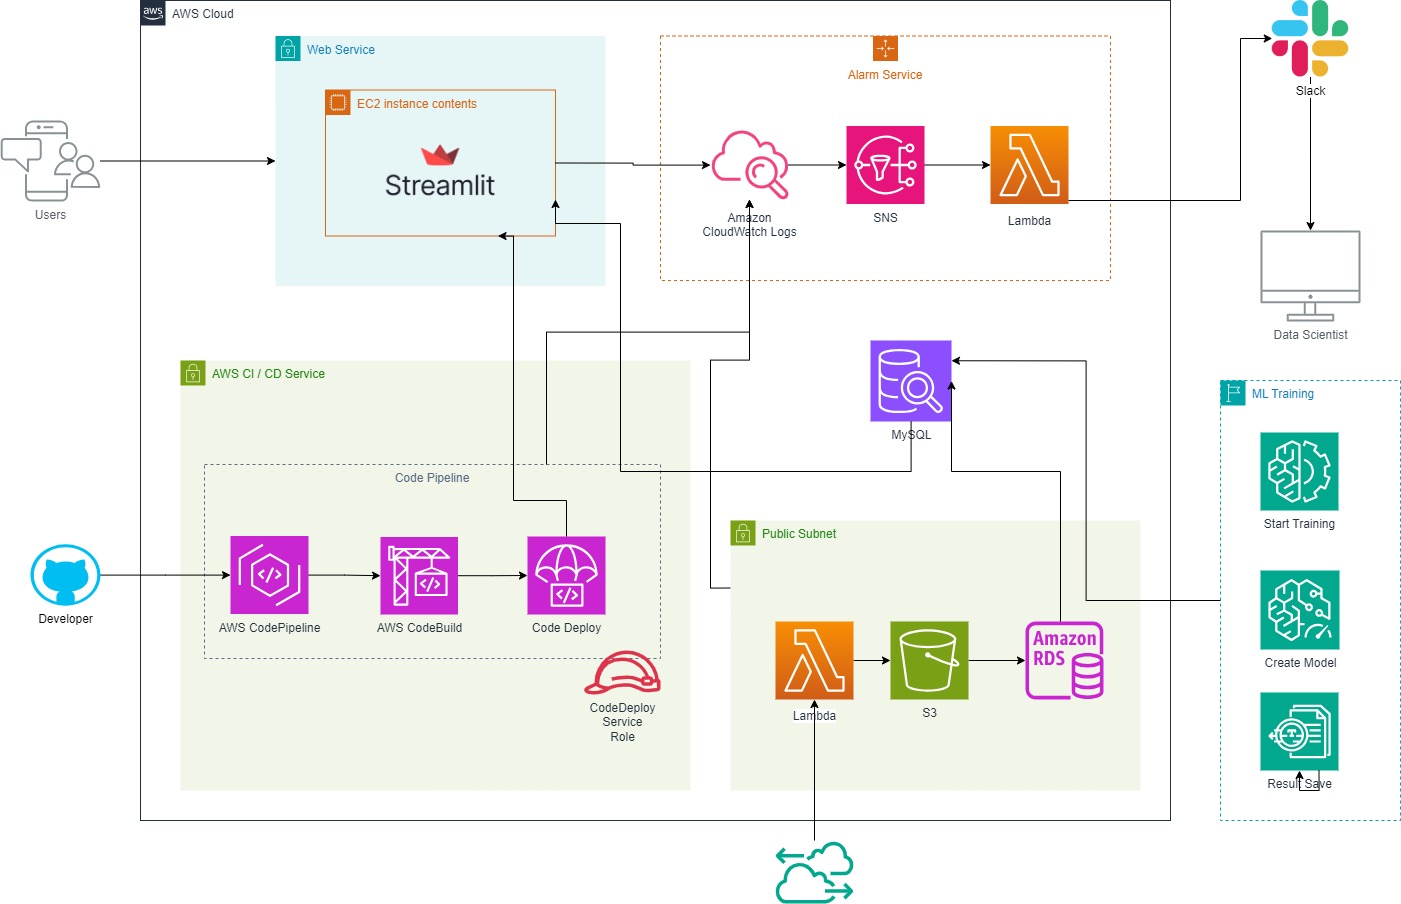 aws
AWS Cloud
Web Service
EC2 instance contents
Streamlit
Alarm Service
Amazon
CloudWatch Logs
SNS
Lambda
Slack
Users
Data Scientist
AWS CI / CD Service
Code Pipeline
AWS CodePipeline
AWS CodeBuild
Code Deploy
CodeDeploy
Service
Role
Developer
MySQL
Public Subnet
Lambda
S3
Amazon
RDS
ML Training
Start Training
Create Model
T
Result Save